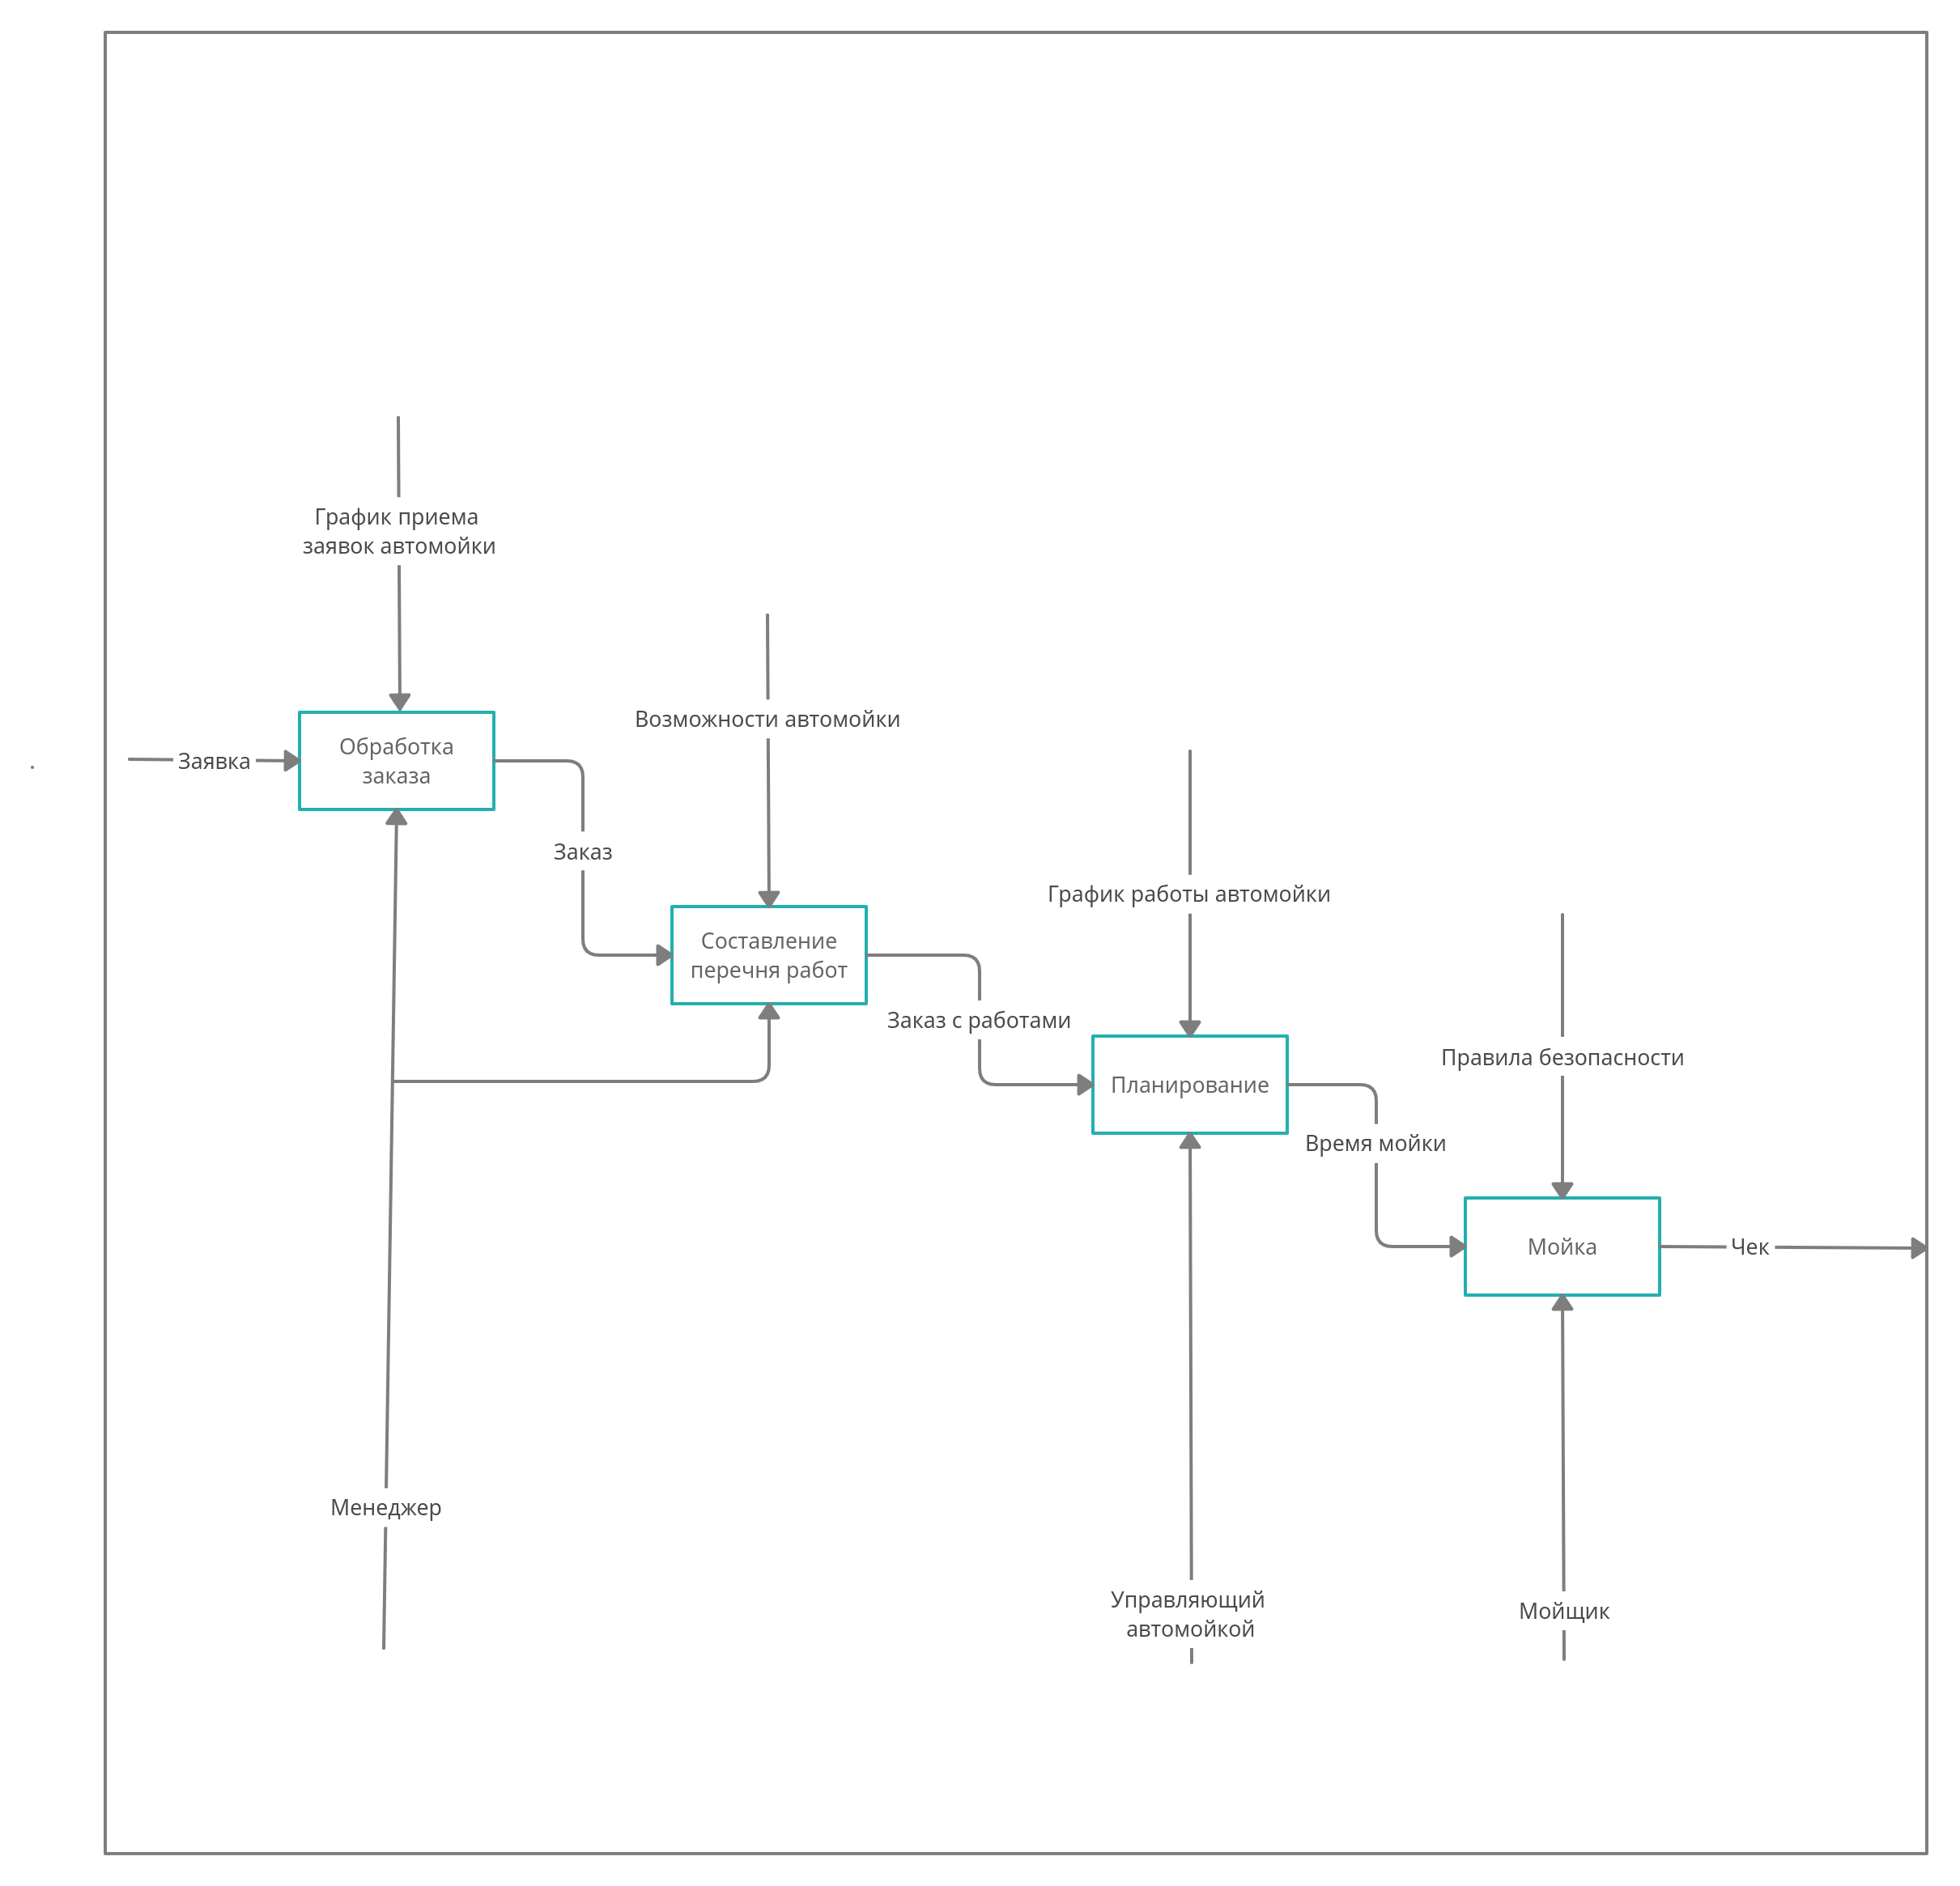 График приема
заявок автомойки
Возможности автомойки
Заявка
Обработка
заказа
Заказ
График работы автомойки
Составление
перечня работ
Заказ с работами
Правила безопасности
Планирование
Время мойки
Мойка
Чек
Менеджер
Управляющий
автомойкой
Мойщик